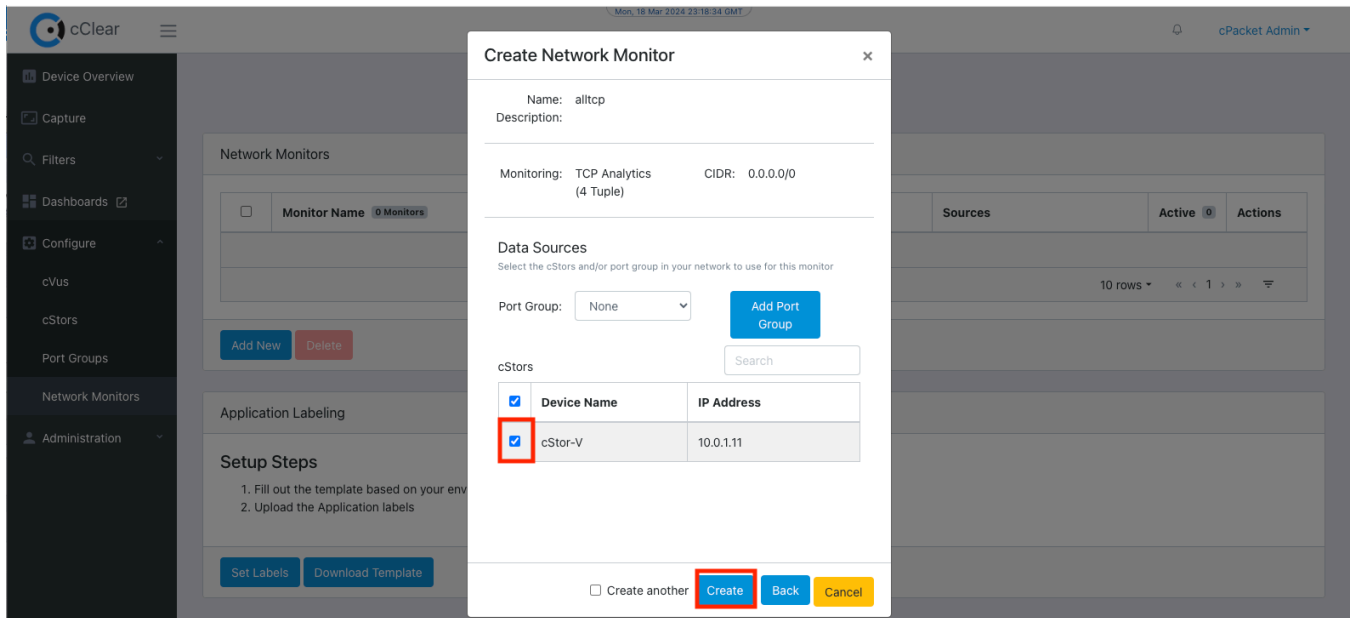 Mon, 18 Mar 2024 23:18:34 GMT
cClear
cPacket Admin
Device Overview
Capture
Filters
Dashboards
Configure
cVus
cStors
Port Groups
Network Monitors
Administration
Network Monitors
Monitor Name 0 Monitors
Sources
Active 0
Actions
10 rows
« ‹ 1 › »
Add New
Delete
Application Labeling
Setup Steps
1. Fill out the template based on your env
2. Upload the Application labels
Set Labels
Download Template
Create Network Monitor
×
Name: alltcp
Description:
Monitoring: TCP Analytics
(4 Tuple)
CIDR: 0.0.0.0/0
Data Sources
Select the cStors and/or port group in your network to use for this monitor
Port Group: None
Add Port
Group
cStors
Search
Device Name
IP Address
cStor-V
10.0.1.11
Create another
Create
Back
Cancel